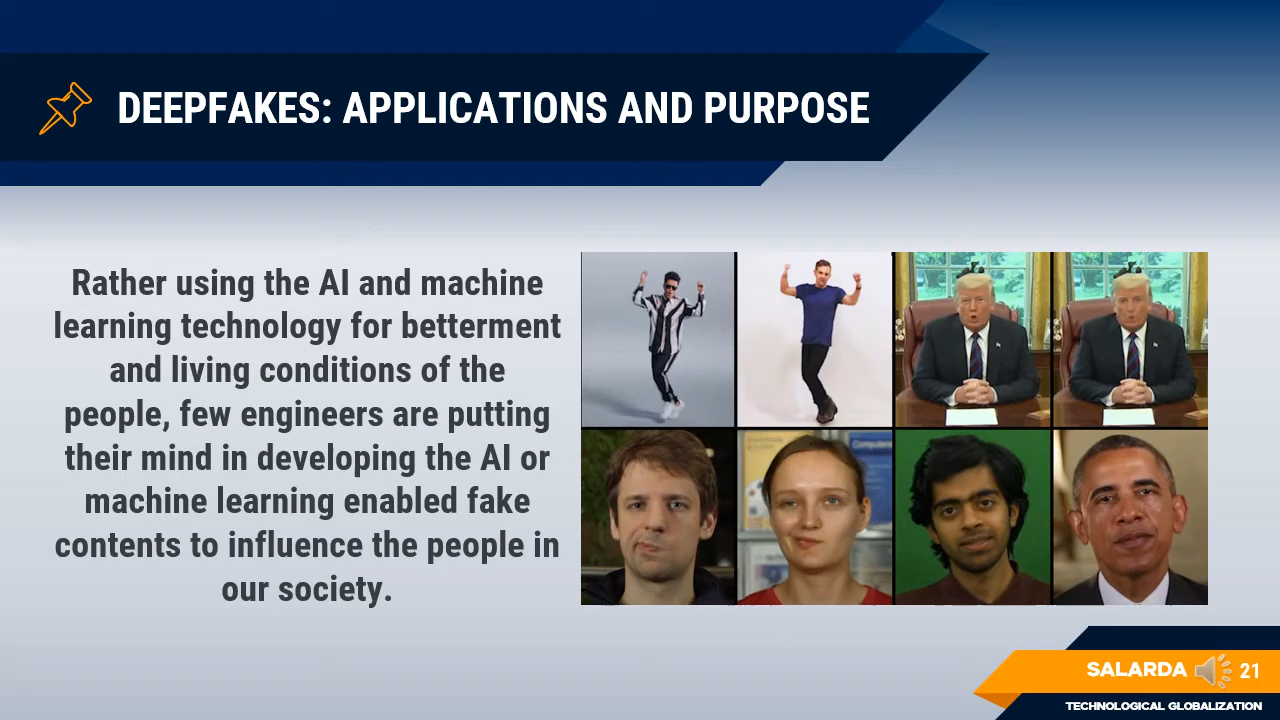 DEEPFAKES: APPLICATIONS AND PURPOSE
Rather using the AI and machine
learning technology for betterment
and living conditions of the
people, few engineers are putting
their mind in developing the AI or
machine learning enabled fake
contents to influence the people in
our society.
SALARDA 21
TECHNOLOGICAL GLOBALIZATION